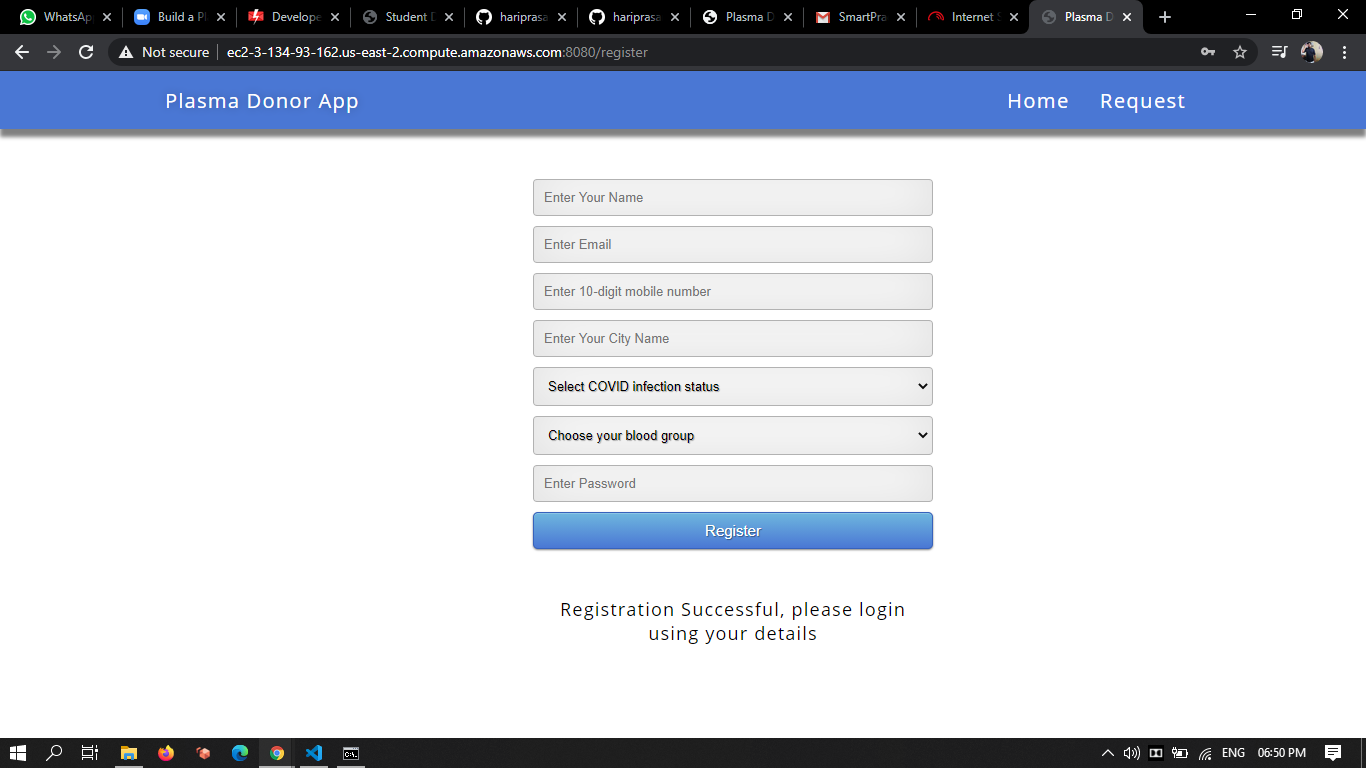 WhatsApp
Build a Pl
Develope
Student D
hariprasa
hariprasa
Plasma D
SmartPra
Internet S
Plasma D
Not secure
ec2-3-134-93-162.us-east-2.compute.amazonaws.com:8080/register
Plasma Donor App
Home
Request
Enter Your Name
Enter Email
Enter 10-digit mobile number
Enter Your City Name
Select COVID infection status
Choose your blood group
Enter Password
Register
Registration Successful, please login
using your details
ENG
06:50 PM